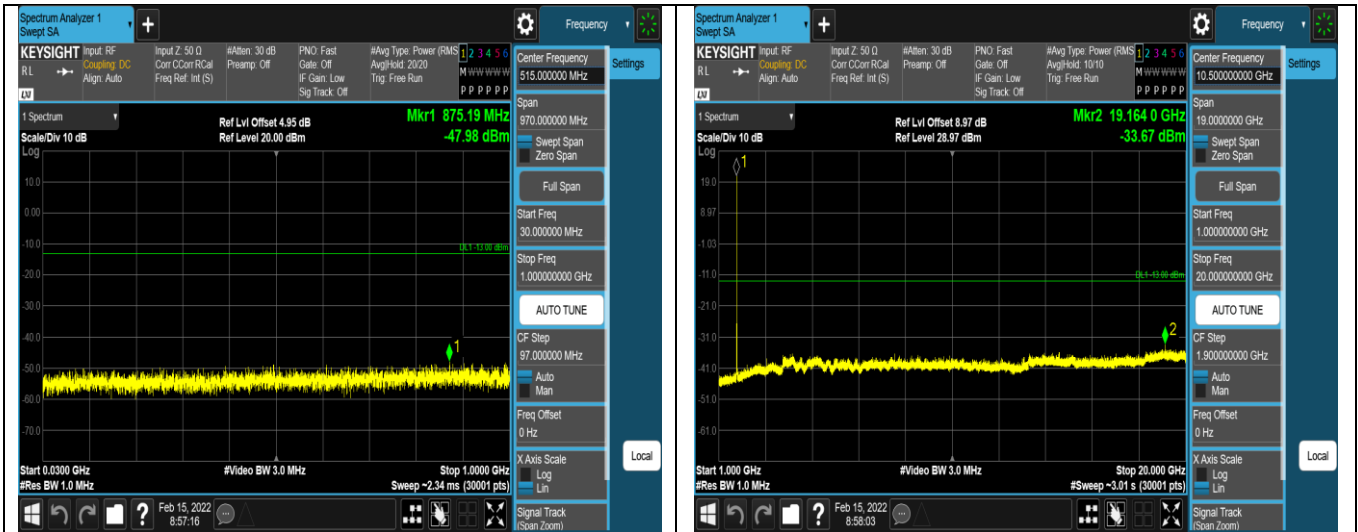 Spectrum Analyzer 1
Swept SA
+
Frequency
KEYSIGHT Input: RF Input Z: 50 Ω #Atten: 30 dB PNO: Fast #Avg Type: Power (RMS 1 2 3 4 5 6
RL Coupling: DC Corr CCorr RCal Preamp: Off Gate: Off Avg|Hold: 20/20 M W W W W W
Align: Auto Freq Ref: Int (S) IF Gain: Low Trig: Free Run
LXI Sig Track: Off P P P P P P
Center Frequency
515.000000 MHz
Settings
1 Spectrum
Scale/Div 10 dB
Log
Ref Lvl Offset 4.95 dB
Ref Level 20.00 dBm
Mkr1 875.19 MHz
-47.98 dBm
10.0
0.00
-10.0
DL1 -13.00 dBm
-20.0
-30.0
-40.0
1
-50.0
-60.0
-70.0
Start 0.0300 GHz #Video BW 3.0 MHz Stop 1.0000 GHz
#Res BW 1.0 MHz Sweep ~2.34 ms (30001 pts)
Span
970.000000 MHz
Swept Span
Zero Span
Full Span
Start Freq
30.000000 MHz
Stop Freq
1.000000000 GHz
AUTO TUNE
CF Step
97.000000 MHz
Auto
Man
Freq Offset
0 Hz
X Axis Scale
Log
Lin
Local
Signal Track
(Span Zoom)
?
Feb 15, 2022
8:57:16
Spectrum Analyzer 1
Swept SA
+
Frequency
KEYSIGHT Input: RF Input Z: 50 Ω #Atten: 30 dB PNO: Fast #Avg Type: Power (RMS 1 2 3 4 5 6
RL Coupling: DC Corr CCorr RCal Preamp: Off Gate: Off Avg|Hold: 10/10 M W W W W W
Align: Auto Freq Ref: Int (S) IF Gain: Low Trig: Free Run
LXI Sig Track: Off P P P P P P
Center Frequency
10.500000000 GHz
Settings
1 Spectrum
Scale/Div 10 dB
Log
Ref Lvl Offset 8.97 dB
Ref Level 28.97 dBm
Mkr2 19.164 0 GHz
-33.67 dBm
1
19.0
8.97
-1.03
-11.0
DL1 -13.00 dBm
-21.0
-31.0
2
-41.0
-51.0
-61.0
Start 1.000 GHz #Video BW 3.0 MHz Stop 20.000 GHz
#Res BW 1.0 MHz #Sweep ~3.01 s (30001 pts)
Span
19.0000000 GHz
Swept Span
Zero Span
Full Span
Start Freq
1.000000000 GHz
Stop Freq
20.000000000 GHz
AUTO TUNE
CF Step
1.900000000 GHz
Auto
Man
Freq Offset
0 Hz
X Axis Scale
Log
Lin
Local
Signal Track
(Span Zoom)
?
Feb 15, 2022
8:58:03